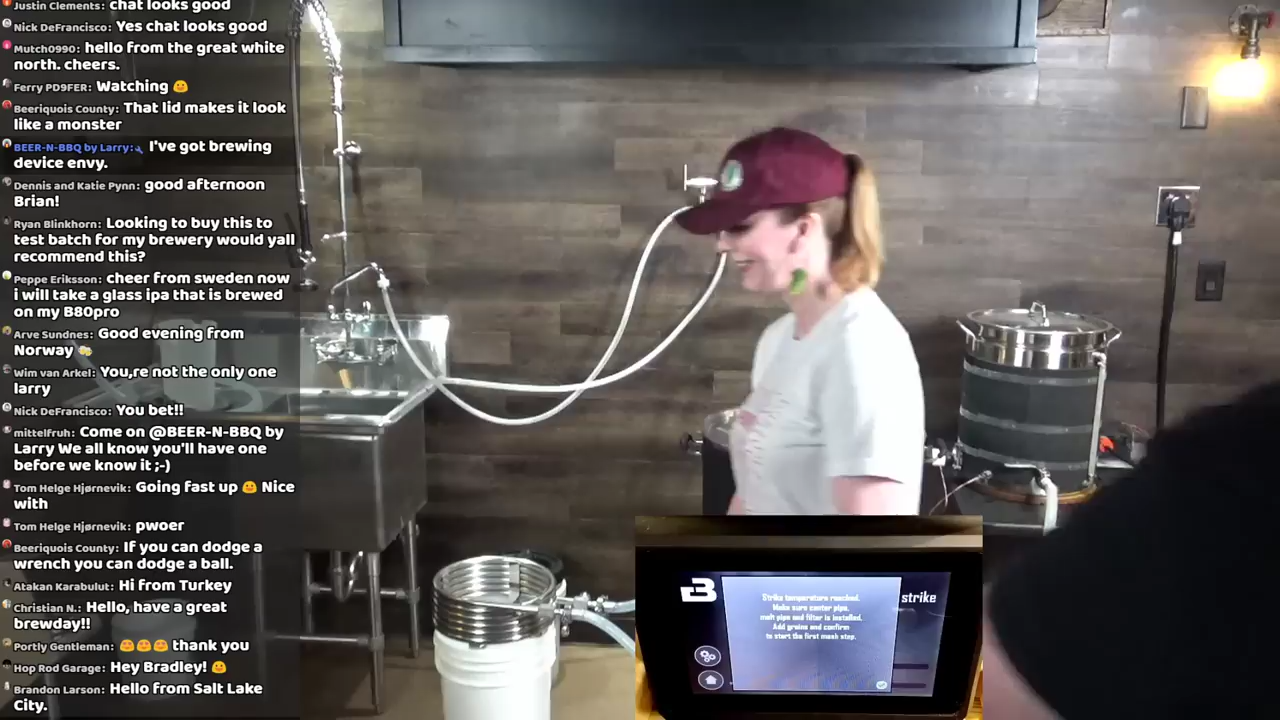 Justin Clements: chat looks good
Nick DeFrancisco: Yes chat looks good
Mutch0990: hello from the great white
north. cheers.
Ferry PD9FER: Watching 🙂
Beeriquois County: That lid makes it look
like a monster
BEER-N-BBQ by Larry: I've got brewing
device envy.
Dennis and Katie Pynn: good afternoon
Brian!
Ryan Blinkhorn: Looking to buy this to
test batch for my brewery would yall
recommend this?
Peppe Eriksson: cheer from sweden now
i will take a glass ipa that is brewed
on my B80pro
Arve Sundnes: Good evening from
Norway 🍻
Wim van Arkel: You,re not the only one
larry
Nick DeFrancisco: You bet!!
mittelfruh: Come on @BEER-N-BBQ by
Larry We all know you'll have one
before we know it ;-)
Tom Helge Hjørnevik: Going fast up 🙂 Nice
with
Tom Helge Hjørnevik: pwoer
Beeriquois County: If you can dodge a
wrench you can dodge a ball.
Atakan Karabulut: Hi from Turkey
Christian N.: Hello, have a great
brewday!!
Portly Gentleman: 🥰🥰🥰 thank you
Hop Rod Garage: Hey Bradley! 🙂
Brandon Larson: Hello from Salt Lake
City.
B
strike
Strike temperature reached.
Make sure center pipe,
malt pipe and filter is installed.
Add grains and confirm
to start the first mash step.